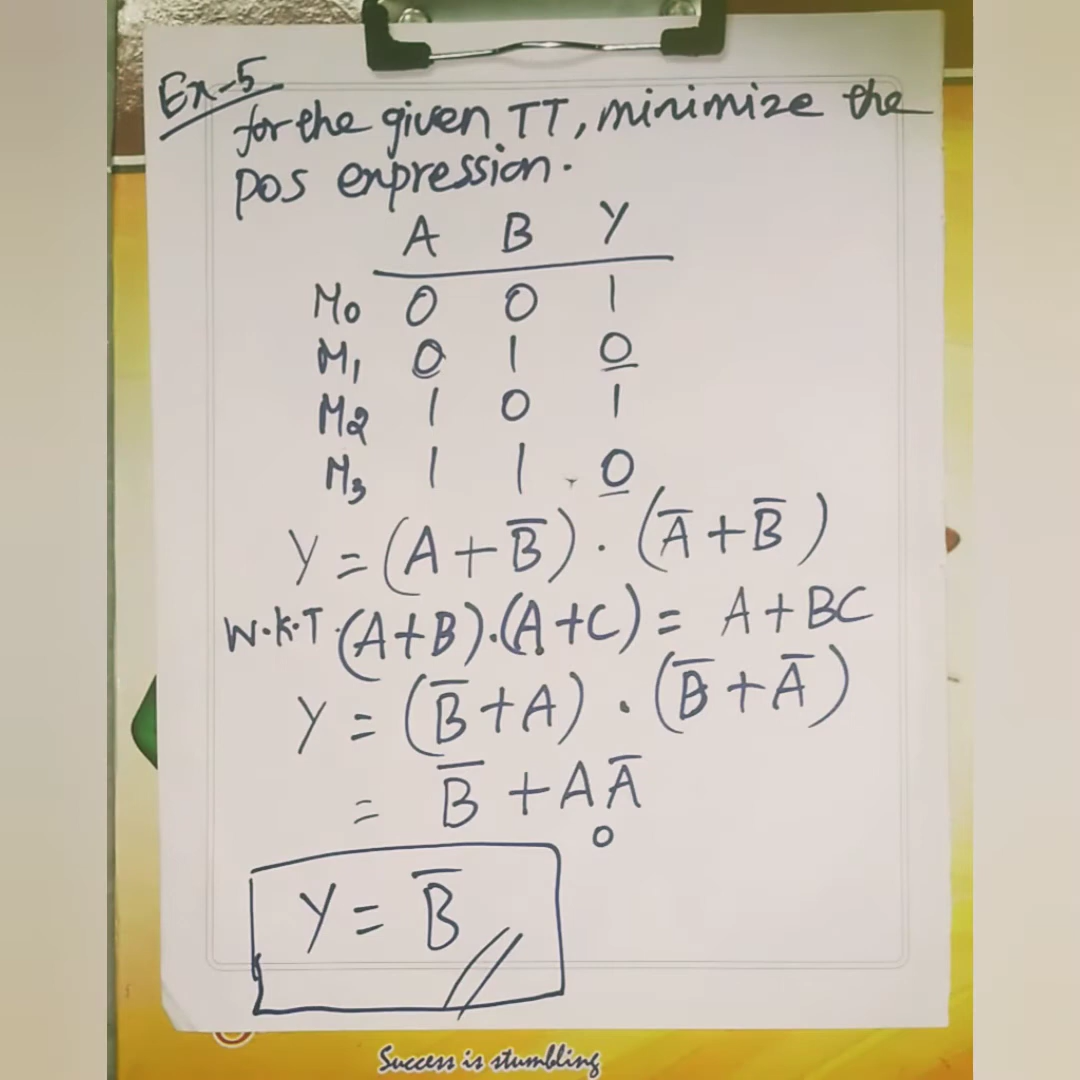 Ex-5
for the given TT, minimize the
POS expression.
A B Y
M0 0 0 1
M1 0 1 0
M2 1 0 1
M3 1 1 0
Y = (A + B̅) · (A̅ + B̅)
W·K·T· (A+B)·(A+C) = A + BC
Y = (B̅ + A) · (B̅ + A̅)
= B̅ + AA̅
0
Y = B̅
Success is stumbling